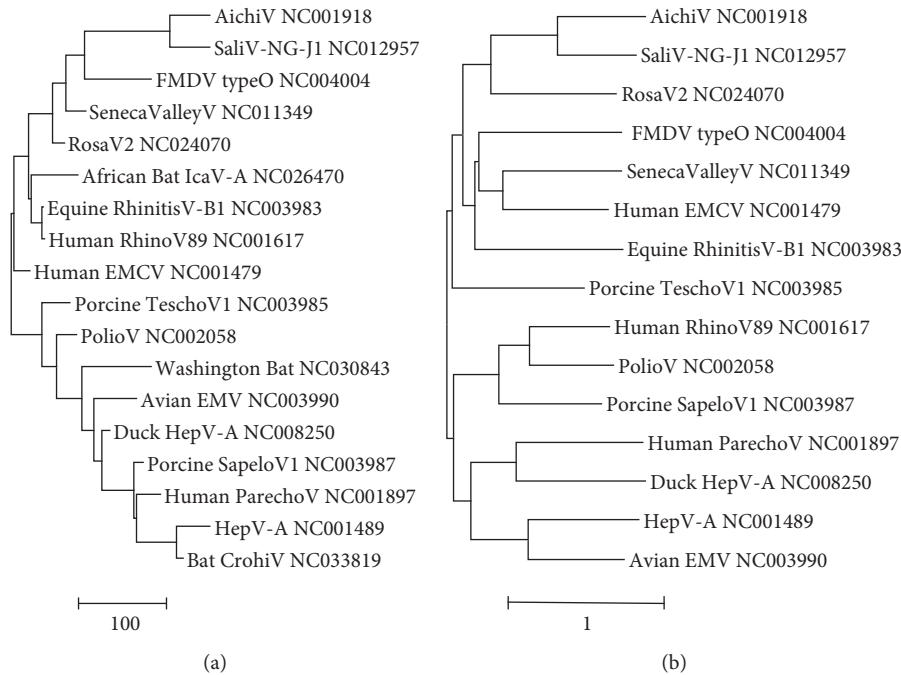 AichiV NC001918
SaliV-NG-J1 NC012957
FMDV typeO NC004004
SenecaValleyV NC011349
RosaV2 NC024070
African Bat IcaV-A NC026470
Equine RhinitisV-B1 NC003983
Human RhinoV89 NC001617
Human EMCV NC001479
Porcine TeschoV1 NC003985
PolioV NC002058
Washington Bat NC030843
Avian EMV NC003990
Duck HepV-A NC008250
Porcine SapeloV1 NC003987
Human ParechoV NC001897
HepV-A NC001489
Bat CrohiV NC033819
100
(a)
AichiV NC001918
SaliV-NG-J1 NC012957
RosaV2 NC024070
FMDV typeO NC004004
SenecaValleyV NC011349
Human EMCV NC001479
Equine RhinitisV-B1 NC003983
Porcine TeschoV1 NC003985
Human RhinoV89 NC001617
PolioV NC002058
Porcine SapeloV1 NC003987
Human ParechoV NC001897
Duck HepV-A NC008250
HepV-A NC001489
Avian EMV NC003990
1
(b)